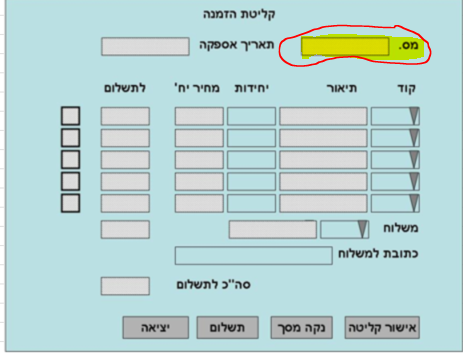 קליטת הזמנה
מס. תאריך אספקה
קוד תיאור יחידות מחיר יח' לתשלום
משלוח
כתובת למשלוח
סה"כ לתשלום
אישור קליטה נקה מסך תשלום יציאה